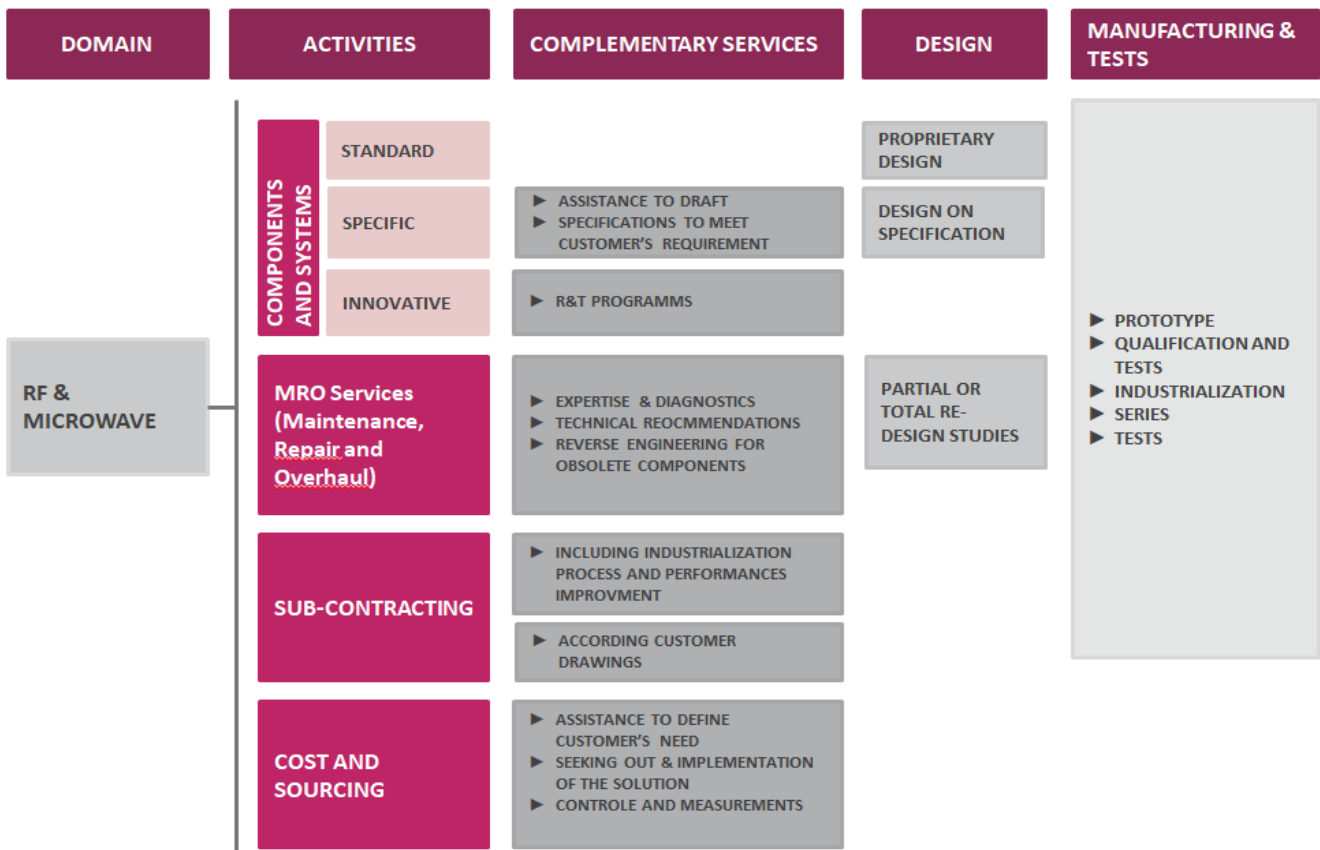 DOMAIN
ACTIVITIES
COMPLEMENTARY SERVICES
DESIGN
MANUFACTURING &
TESTS
RF &
MICROWAVE
COMPONENTS
AND SYSTEMS
STANDARD
SPECIFIC
INNOVATIVE
► ASSISTANCE TO DRAFT
► SPECIFICATIONS TO MEET
CUSTOMER'S REQUIREMENT
► R&T PROGRAMMS
PROPRIETARY
DESIGN
DESIGN ON
SPECIFICATION
MRO Services
(Maintenance,
Repair and
Overhaul)
► EXPERTISE & DIAGNOSTICS
► TECHNICAL REOCMMENDATIONS
► REVERSE ENGINEERING FOR
OBSOLETE COMPONENTS
PARTIAL OR
TOTAL RE-
DESIGN STUDIES
SUB-CONTRACTING
► INCLUDING INDUSTRIALIZATION
PROCESS AND PERFORMANCES
IMPROVMENT
► ACCORDING CUSTOMER
DRAWINGS
COST AND
SOURCING
► ASSISTANCE TO DEFINE
CUSTOMER'S NEED
► SEEKING OUT & IMPLEMENTATION
OF THE SOLUTION
► CONTROLE AND MEASUREMENTS
► PROTOTYPE
► QUALIFICATION AND
TESTS
► INDUSTRIALIZATION
► SERIES
► TESTS